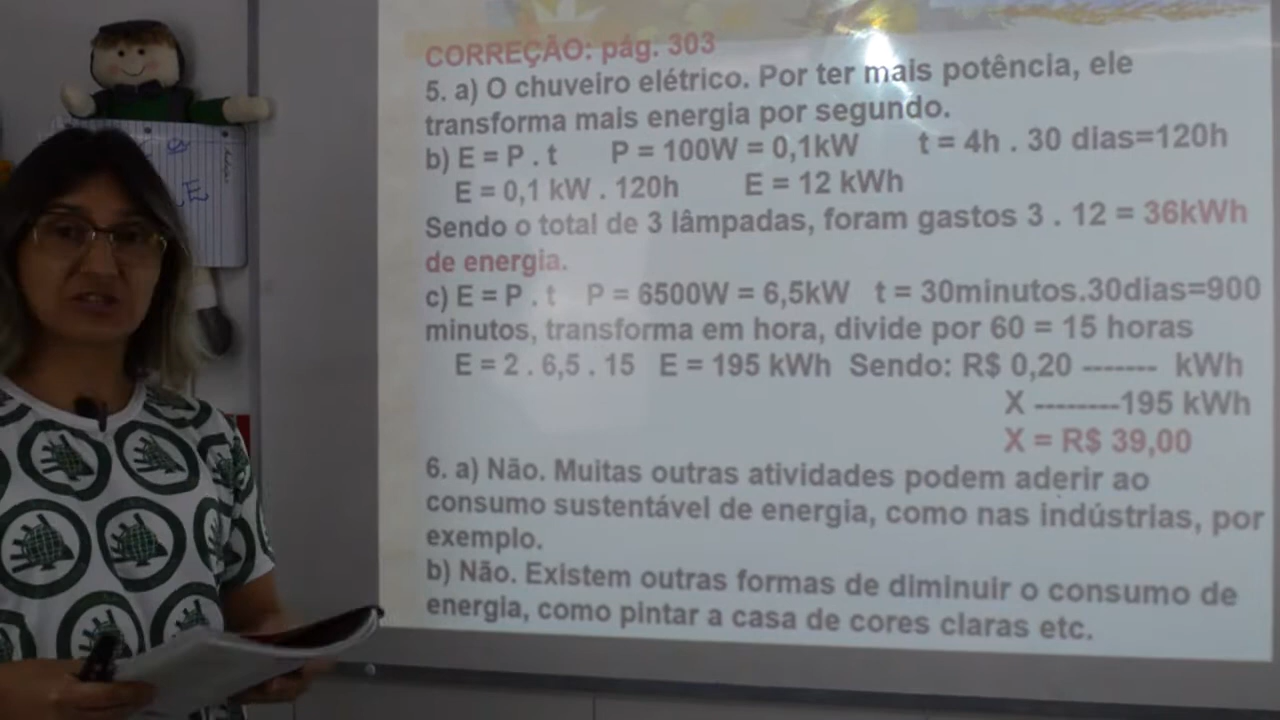 CORREÇÃO: pág. 303
5. a) O chuveiro elétrico. Por ter mais potência, ele
transforma mais energia por segundo.
b) E = P . t P = 100W = 0,1kW t = 4h . 30 dias=120h
E = 0,1 kW . 120h E = 12 kWh
Sendo o total de 3 lâmpadas, foram gastos 3 . 12 = 36kWh
de energia.
c) E = P . t P = 6500W = 6,5kW t = 30minutos.30dias=900
minutos, transforma em hora, divide por 60 = 15 horas
E = 2 . 6,5 . 15 E = 195 kWh Sendo: R$ 0,20 ------- kWh
X --------195 kWh
X = R$ 39,00
6. a) Não. Muitas outras atividades podem aderir ao
consumo sustentável de energia, como nas indústrias, por
exemplo.
b) Não. Existem outras formas de diminuir o consumo de
energia, como pintar a casa de cores claras etc.